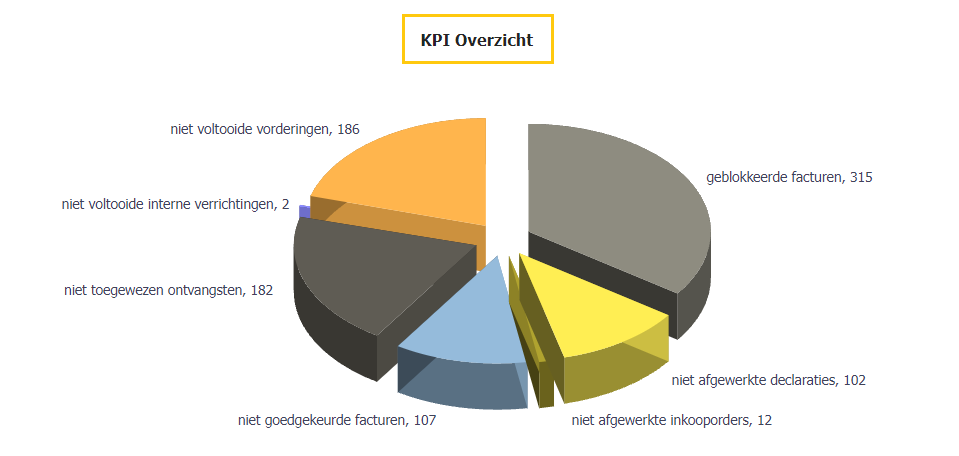 KPI Overzicht
niet voltooide vorderingen, 186
geblokkeerde facturen, 315
niet voltooide interne verrichtingen, 2
niet toegewezen ontvangsten, 182
niet afgewerkte declaraties, 102
niet goedgekeurde facturen, 107
niet afgewerkte inkooporders, 12